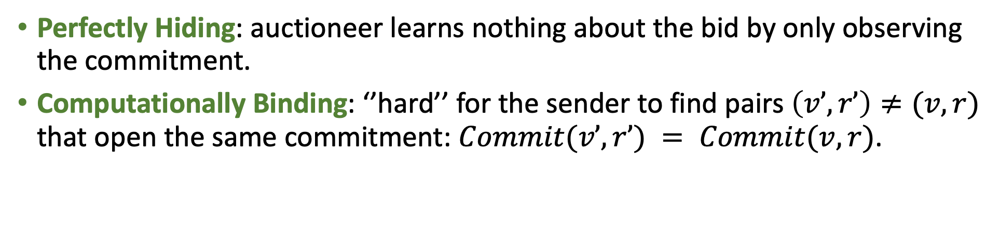 • Perfectly Hiding: auctioneer learns nothing about the bid by only observing
the commitment.
• Computationally Binding: ‘’hard’’ for the sender to find pairs (v’, r’) ≠ (v, r)
that open the same commitment: Commit(v’, r’) = Commit(v, r).